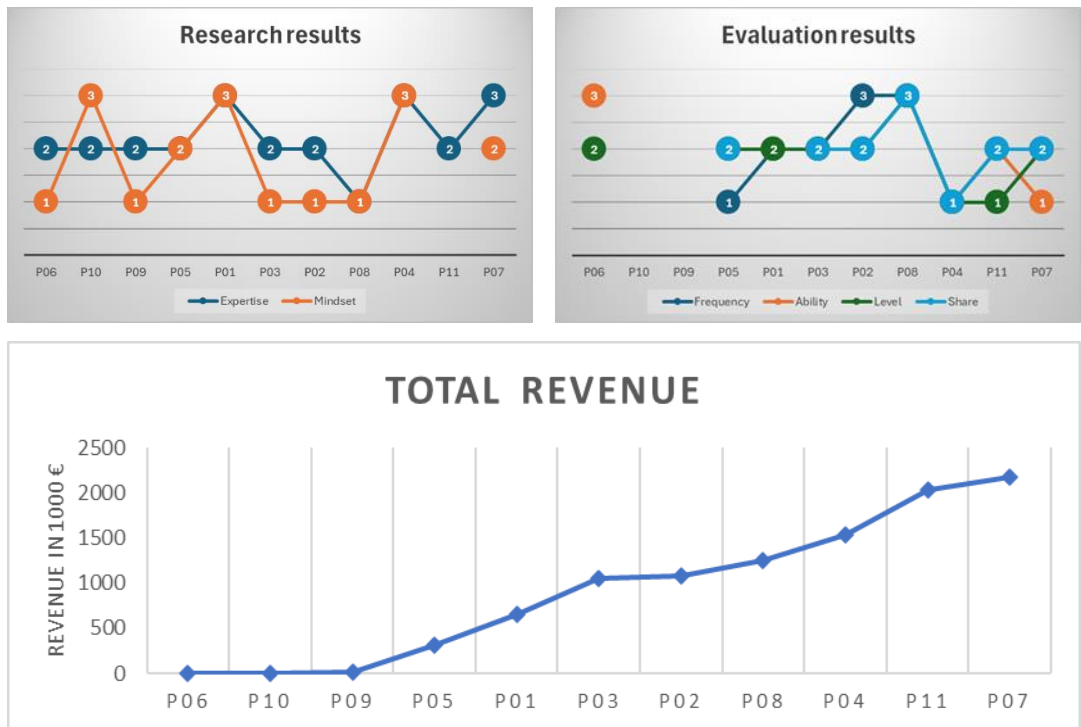 Research results
3 3 3 3
2 2 2 2 2 2 2 2
1 1 1 1 1
P06 P10 P09 P05 P01 P03 P02 P08 P04 P11 P07
Expertise Mindset
Evaluation results
3 3 3
2 2 2 2 2 2 2
1 1 1 1
P06 P10 P09 P05 P01 P03 P02 P08 P04 P11 P07
Frequency Ability Level Share
TOTAL REVENUE
REVENUE IN 1000 €
2500
2000
1500
1000
500
0
P06 P10 P09 P05 P01 P03 P02 P08 P04 P11 P07